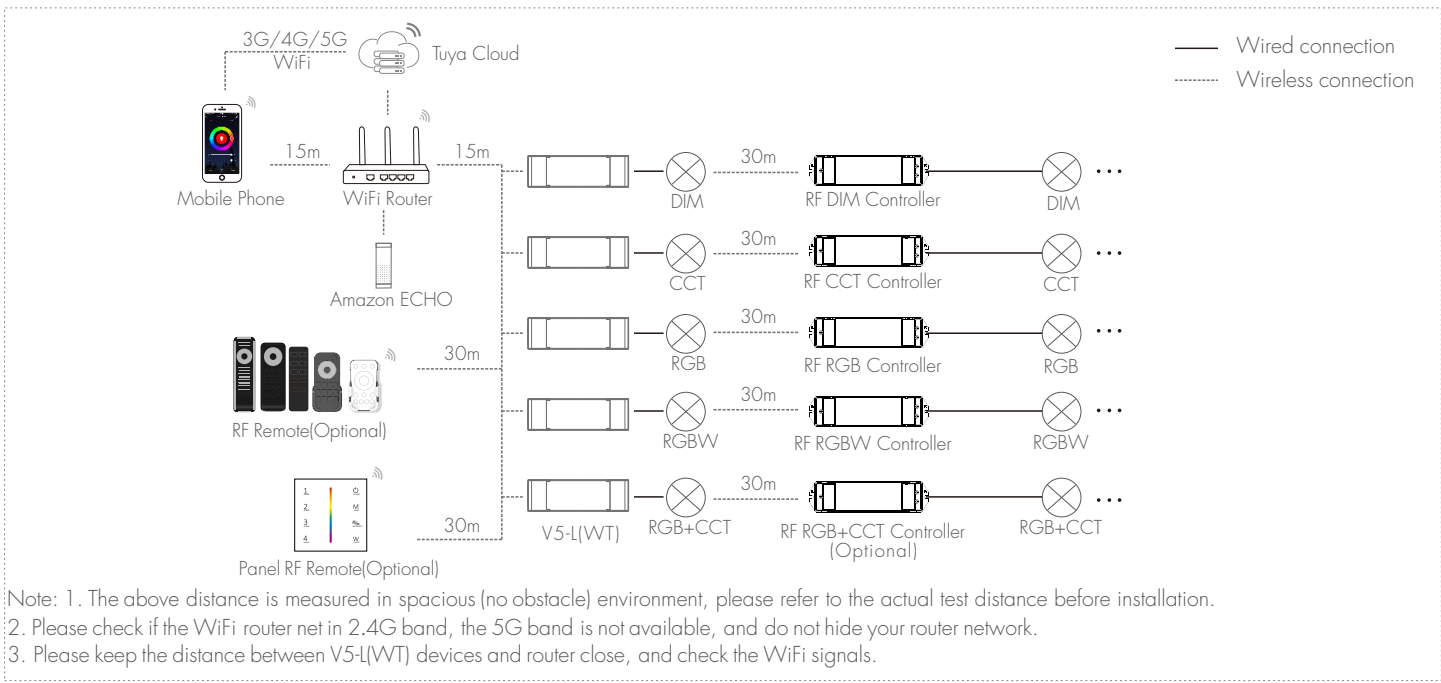 3G/4G/5G
WiFi
Tuya Cloud
Wired connection
Wireless connection
15m
15m
Mobile Phone
WiFi Router
Amazon ECHO
30m
DIM
RF DIM Controller
DIM
30m
CCT
RF CCT Controller
CCT
30m
RGB
RF RGB Controller
RGB
30m
RGBW
RF RGBW Controller
RGBW
30m
V5-L(WT)
RGB+CCT
RF RGB+CCT Controller
(Optional)
RGB+CCT
30m
RF Remote(Optional)
1
2
M
3
4
W
30m
Panel RF Remote(Optional)
Note: 1. The above distance is measured in spacious (no obstacle) environment, please refer to the actual test distance before installation.
2. Please check if the WiFi router net in 2.4G band, the 5G band is not available, and do not hide your router network.
3. Please keep the distance between V5-L(WT) devices and router close, and check the WiFi signals.